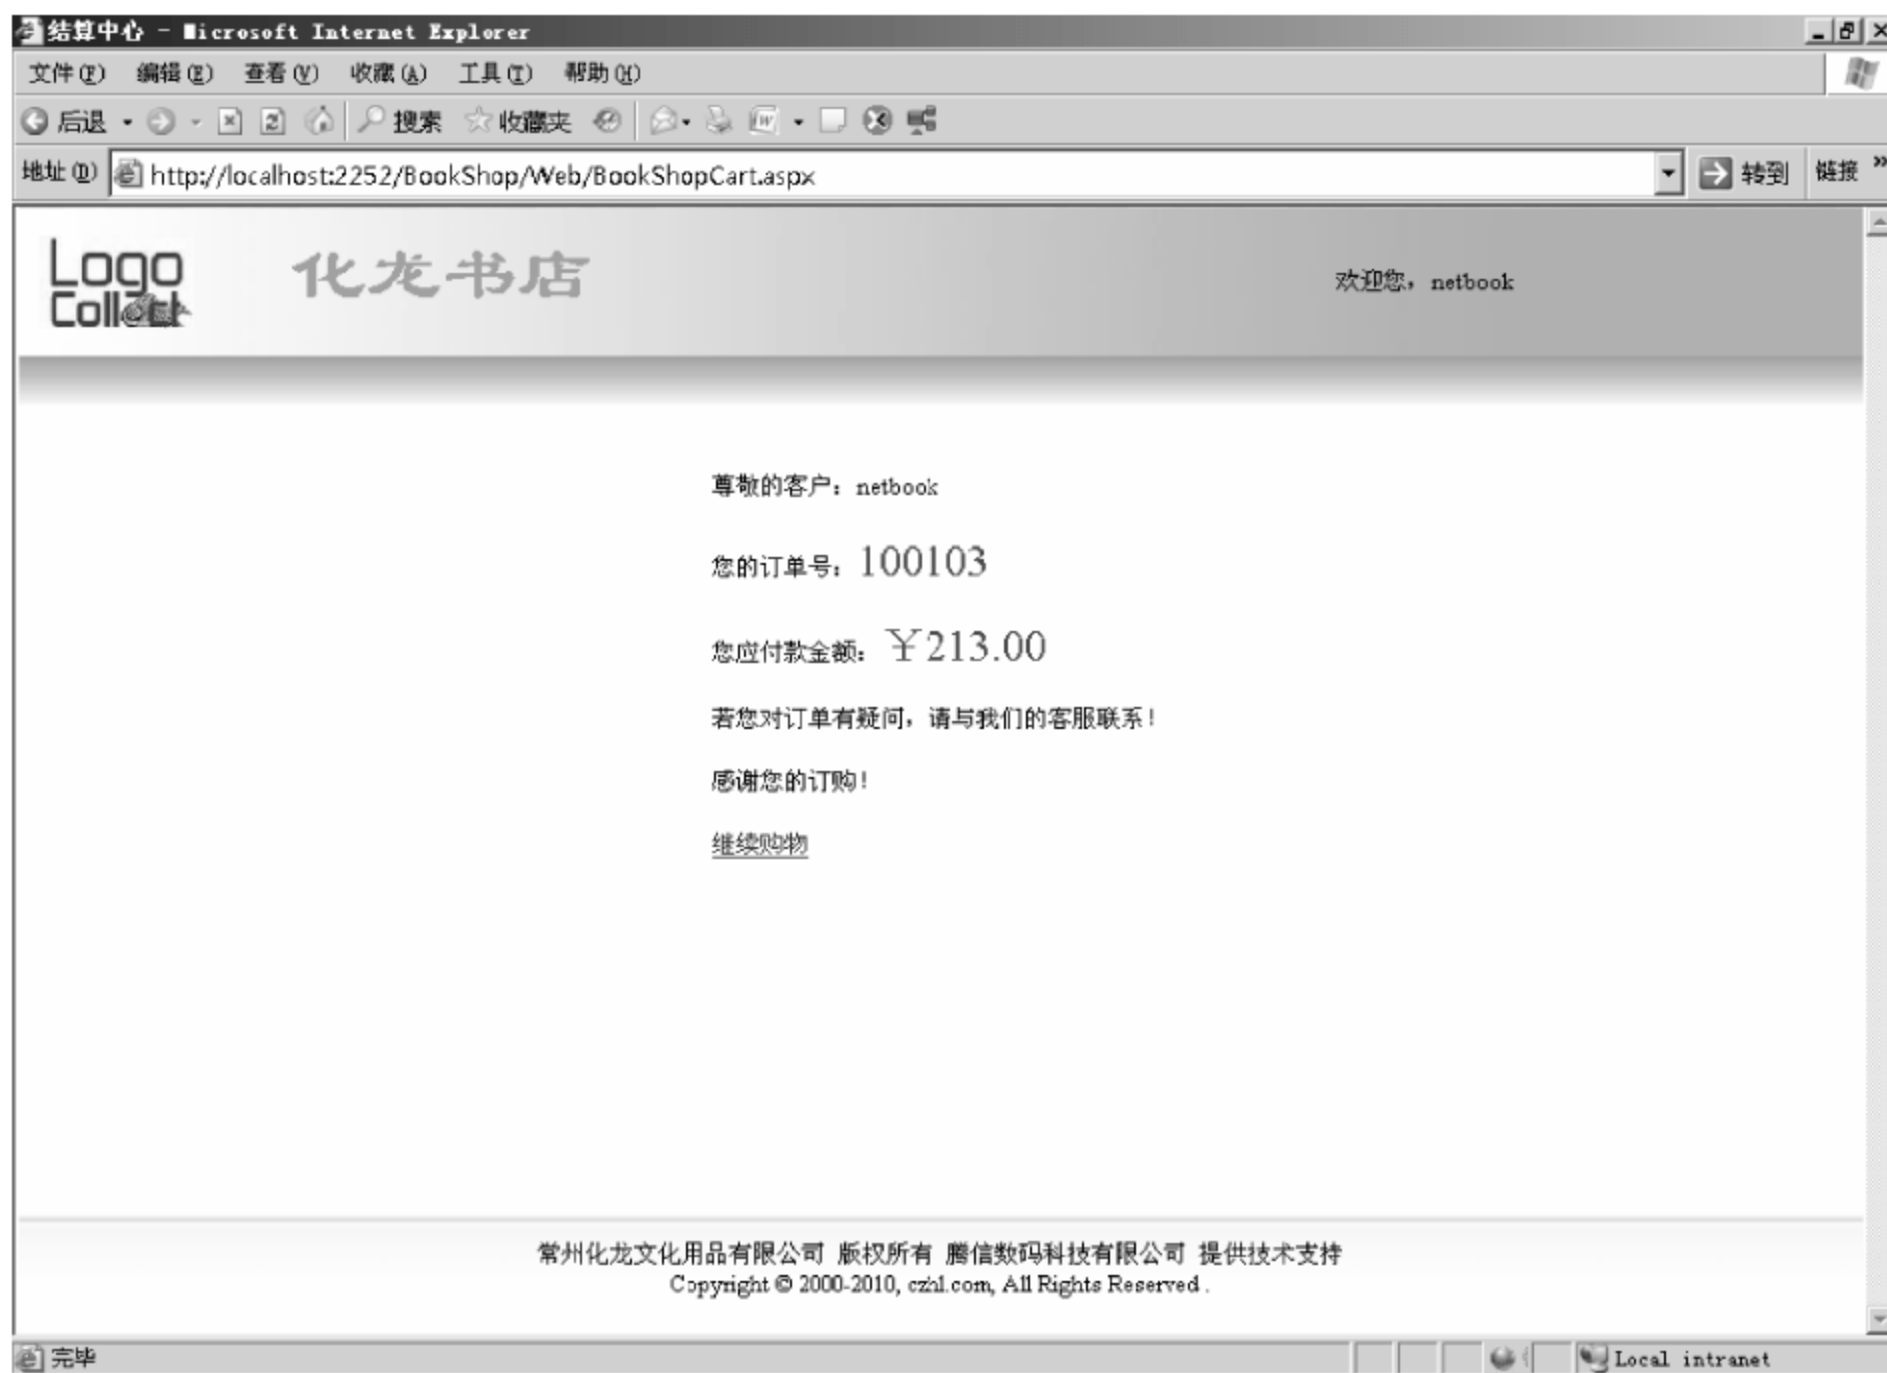 结算中心 - Microsoft Internet Explorer
文件(F) 编辑(E) 查看(V) 收藏(A) 工具(T) 帮助(H)
后退 搜索 收藏夹
地址(D) http://localhost:2252/BookShop/Web/BookShopCart.aspx 转到 链接 »
Logo
Collect
化龙书店
欢迎您，netbook
尊敬的客户：netbook
您的订单号：100103
您应付款金额：￥213.00
若您对订单有疑问，请与我们的客服联系！
感谢您的订购！
继续购物
常州化龙文化用品有限公司 版权所有 腾信数码科技有限公司 提供技术支持
Copyright © 2000-2010, czhl.com, All Rights Reserved .
完毕 Local intranet